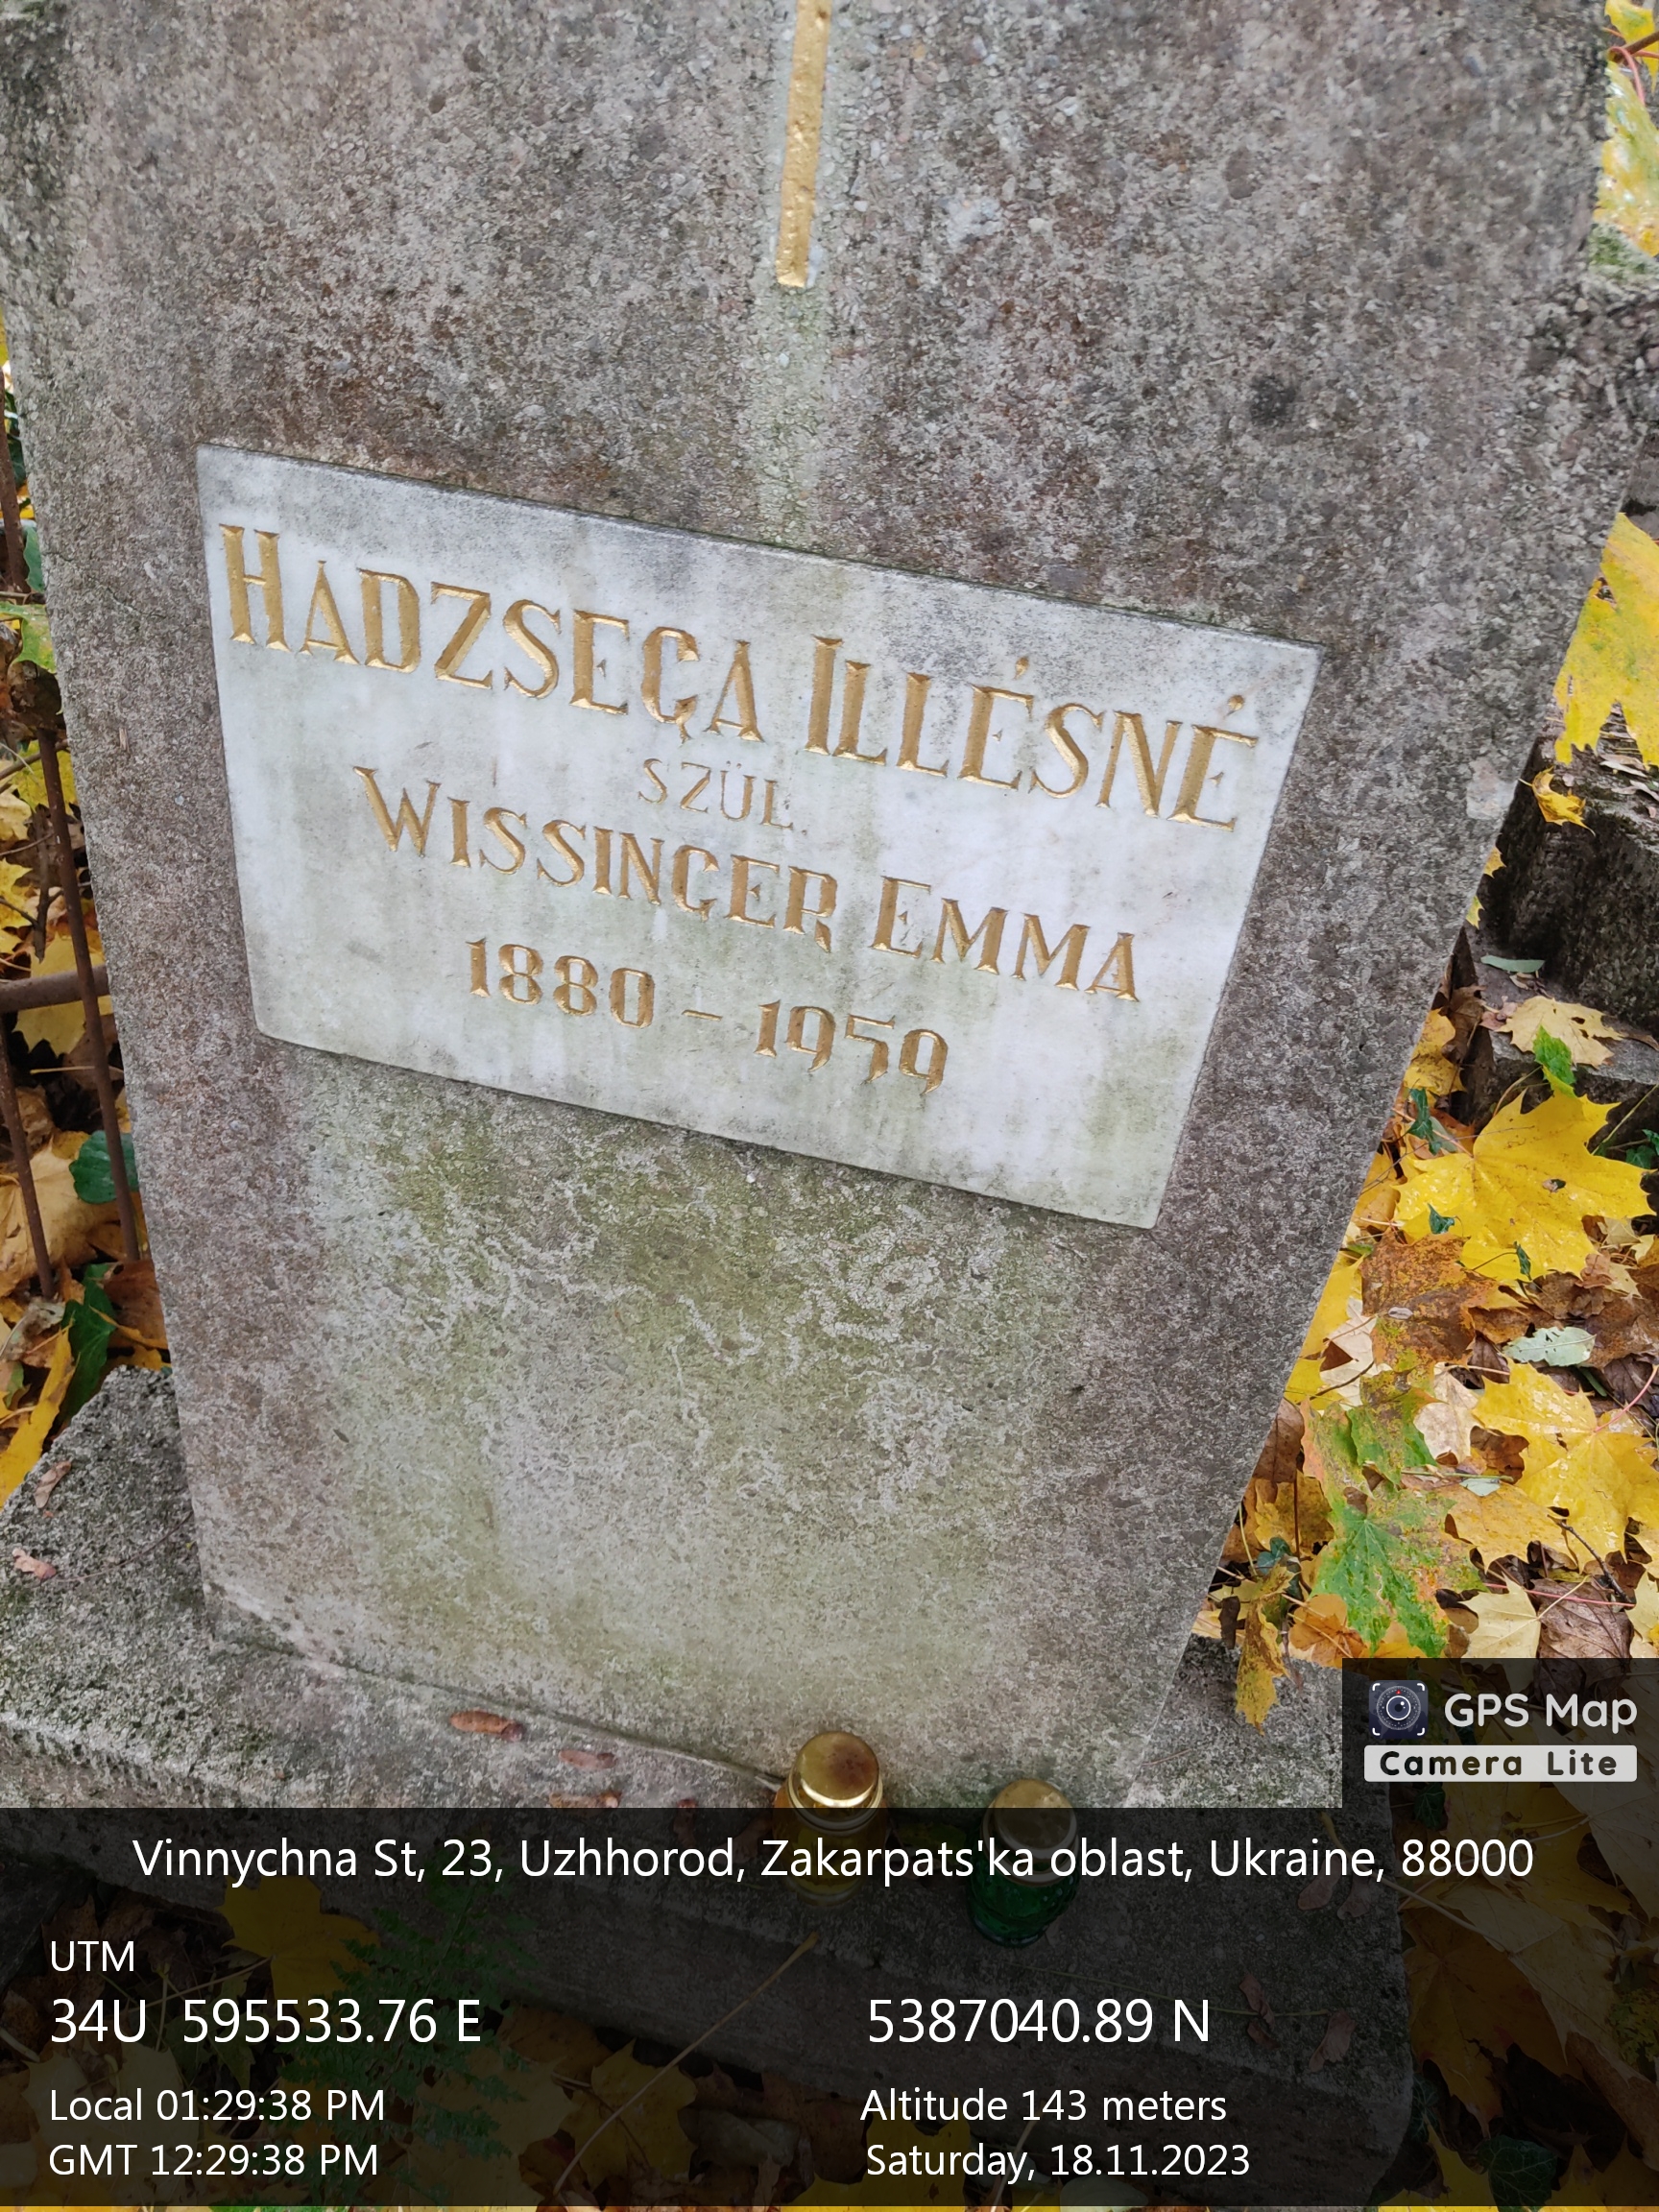 HADZSEGA ILLÉSNÉ
SZÜL.
WISSINGER EMMA
1880 - 1959
GPS Map
Camera Lite
Vinnychna St, 23, Uzhhorod, Zakarpats'ka oblast, Ukraine, 88000
UTM
34U 595533.76 E 5387040.89 N
Local 01:29:38 PM Altitude 143 meters
GMT 12:29:38 PM Saturday, 18.11.2023